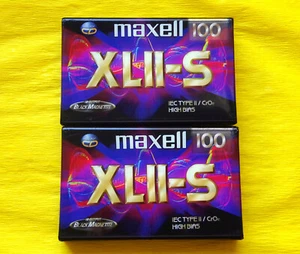 maxell 100
XLII-S
BLACK MAGNETITE
IEC TYPE II / CrO₂
HIGH BIAS
maxell 100
XLII-S
BLACK MAGNETITE
IEC TYPE II / CrO₂
HIGH BIAS